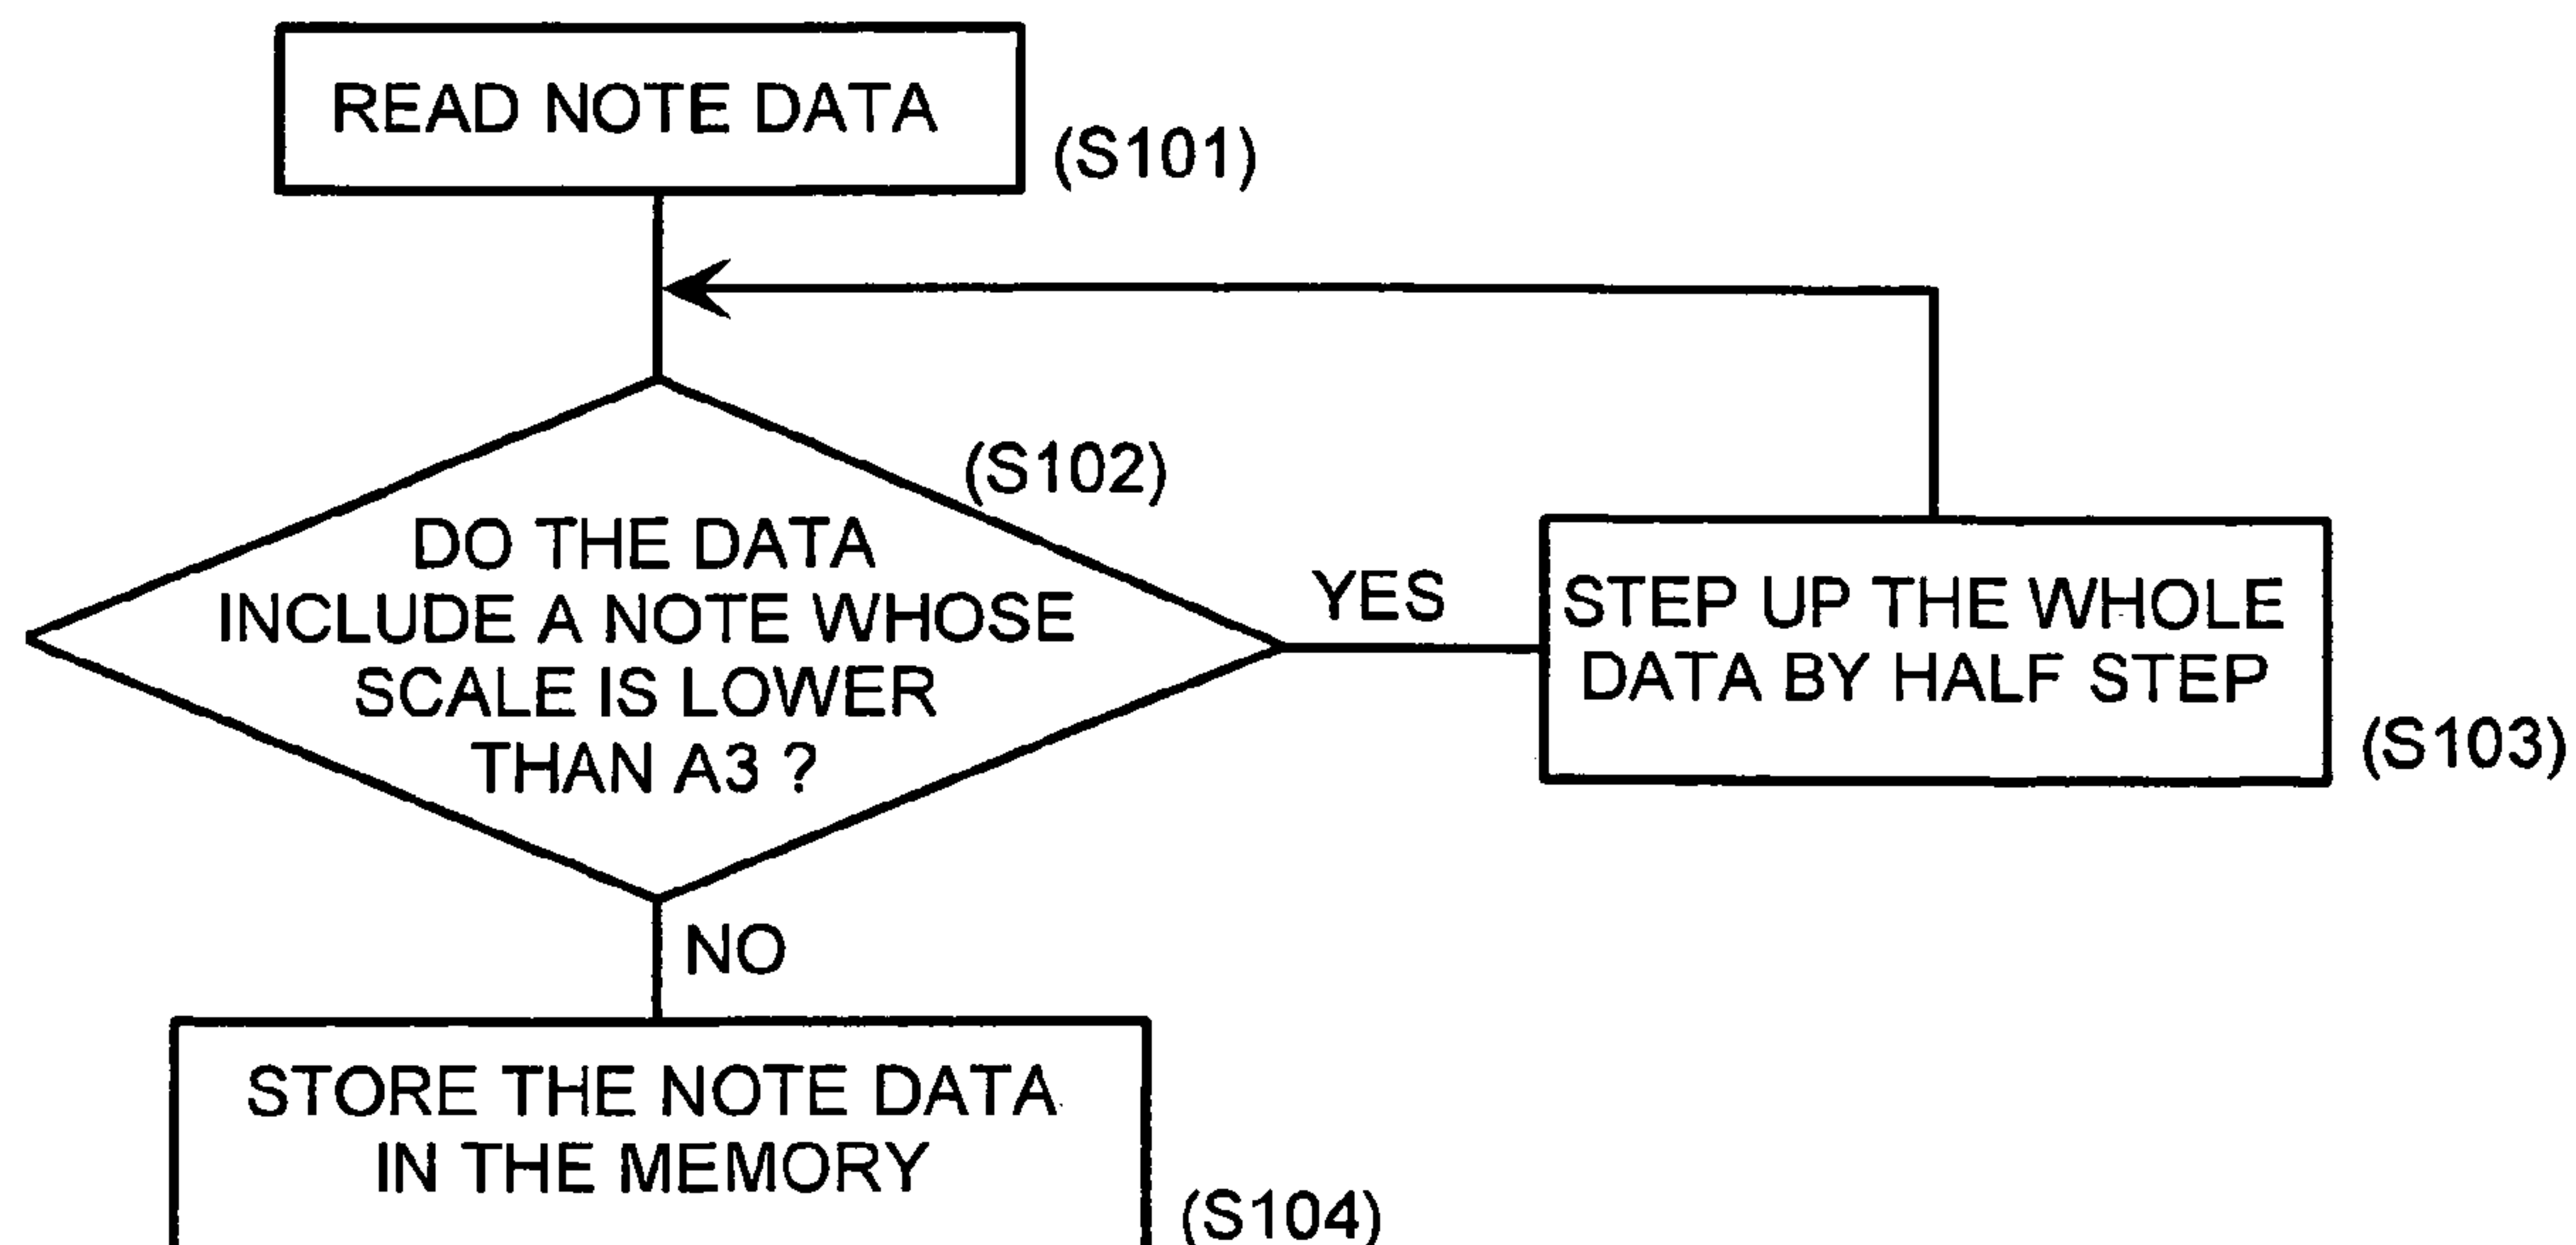 READ NOTE DATA
(S101)
(S102)
DO THE DATA
INCLUDE A NOTE WHOSE
SCALE IS LOWER
THAN A3 ?
YES
STEP UP THE WHOLE
DATA BY HALF STEP
(S103)
NO
STORE THE NOTE DATA
IN THE MEMORY
(S104)